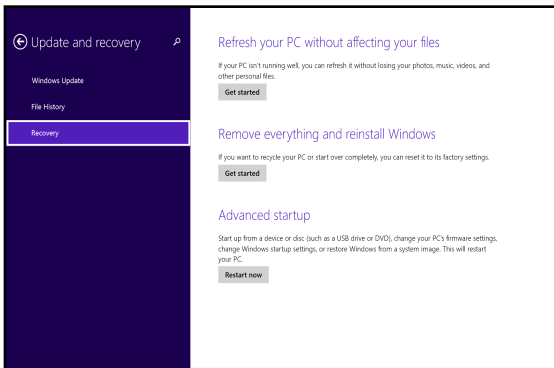 Update and recovery
Windows Update
File History
Recovery
Refresh your PC without affecting your files
If your PC isn't running well, you can refresh it without losing your photos, music, videos, and
other personal files.
Get started
Remove everything and reinstall Windows
If you want to recycle your PC or start over completely, you can reset it to its factory settings.
Get started
Advanced startup
Start up from a device or disc (such as a USB drive or DVD), change your PC's firmware settings,
change Windows startup settings, or restore Windows from a system image. This will restart
your PC.
Restart now